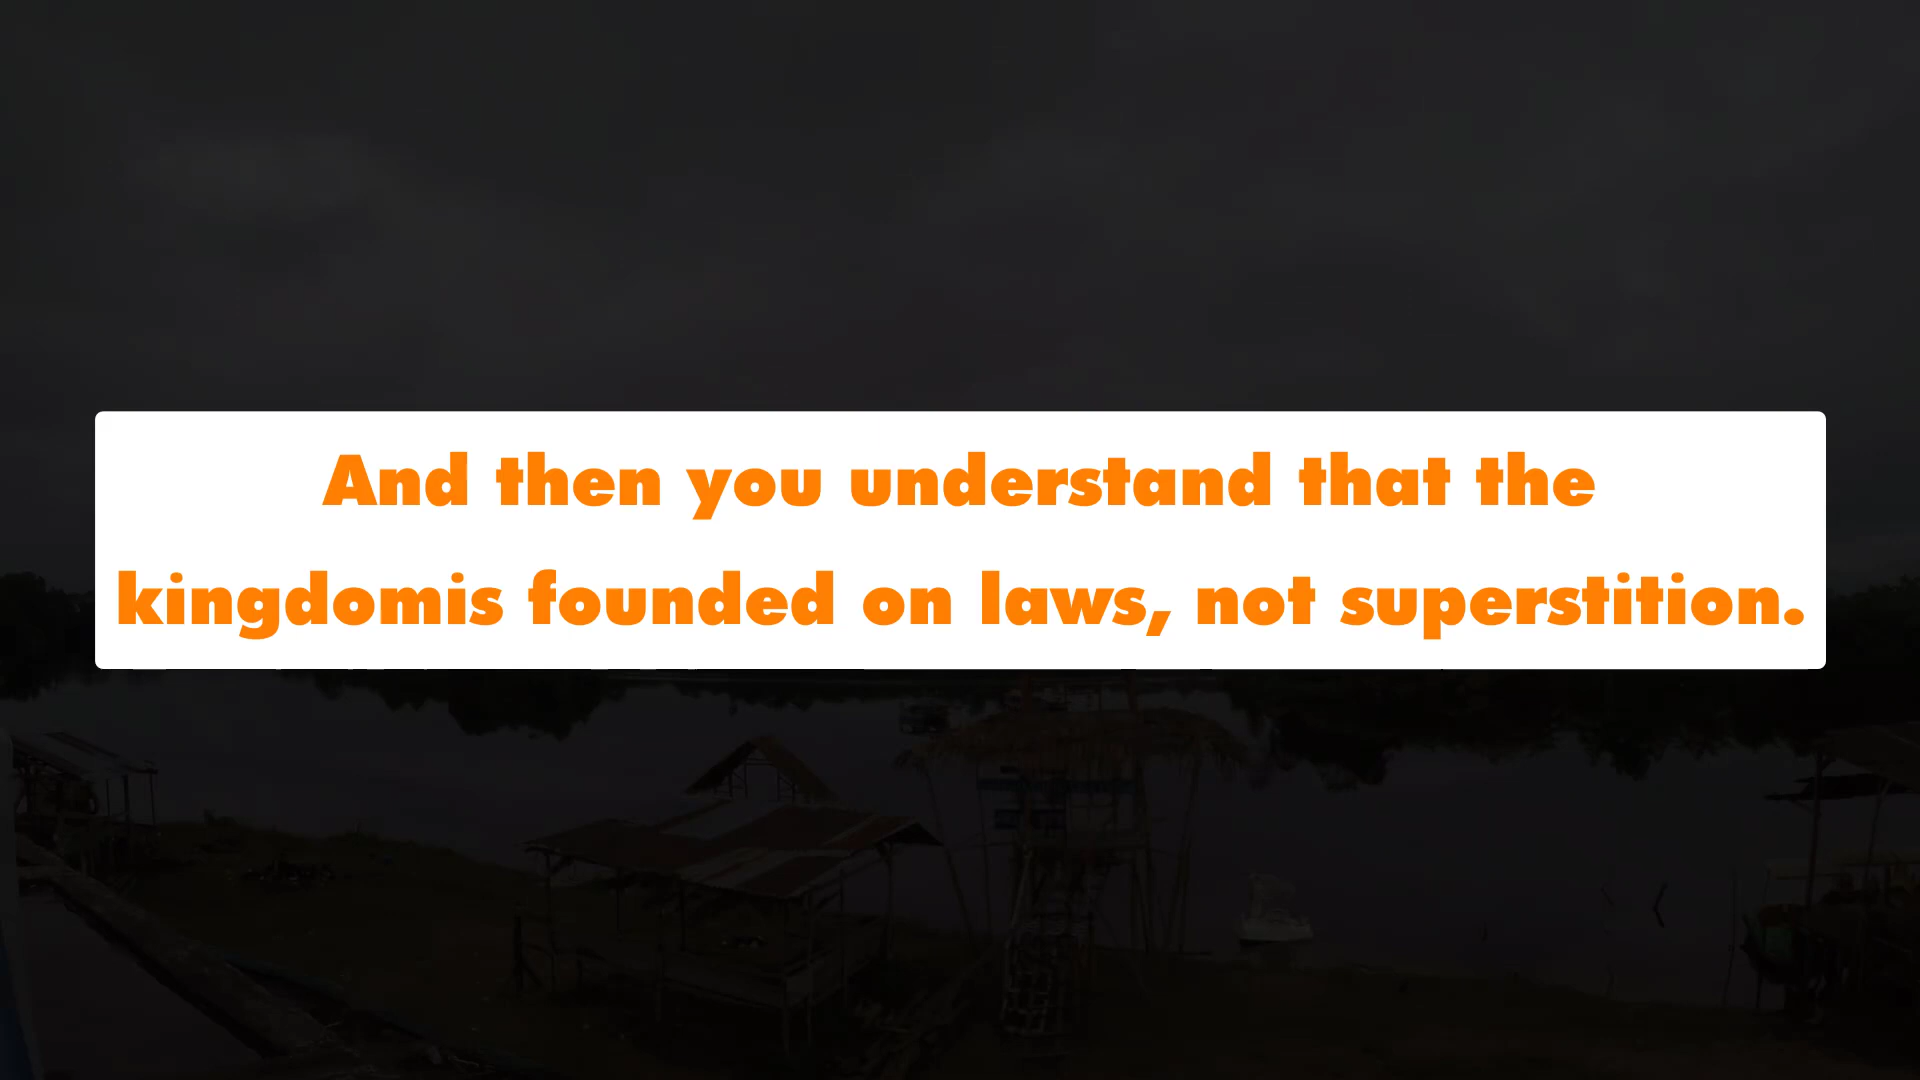 And then you understand that the
kingdomis founded on laws, not superstition.